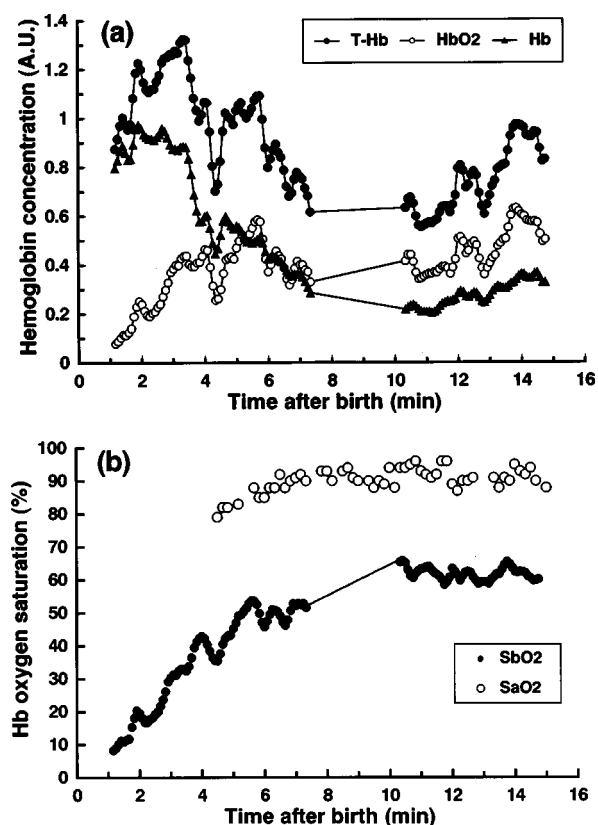 (a)
T-Hb HbO2 Hb
Hemoglobin concentration (A.U.)
1.4
1.2
1
0.8
0.6
0.4
0.2
0
0 2 4 6 8 10 12 14 16
Time after birth (min)
(b)
Hb oxygen saturation (%)
100
90
80
70
60
50
40
30
20
10
0
SbO2
SaO2
0 2 4 6 8 10 12 14 16
Time after birth (min)